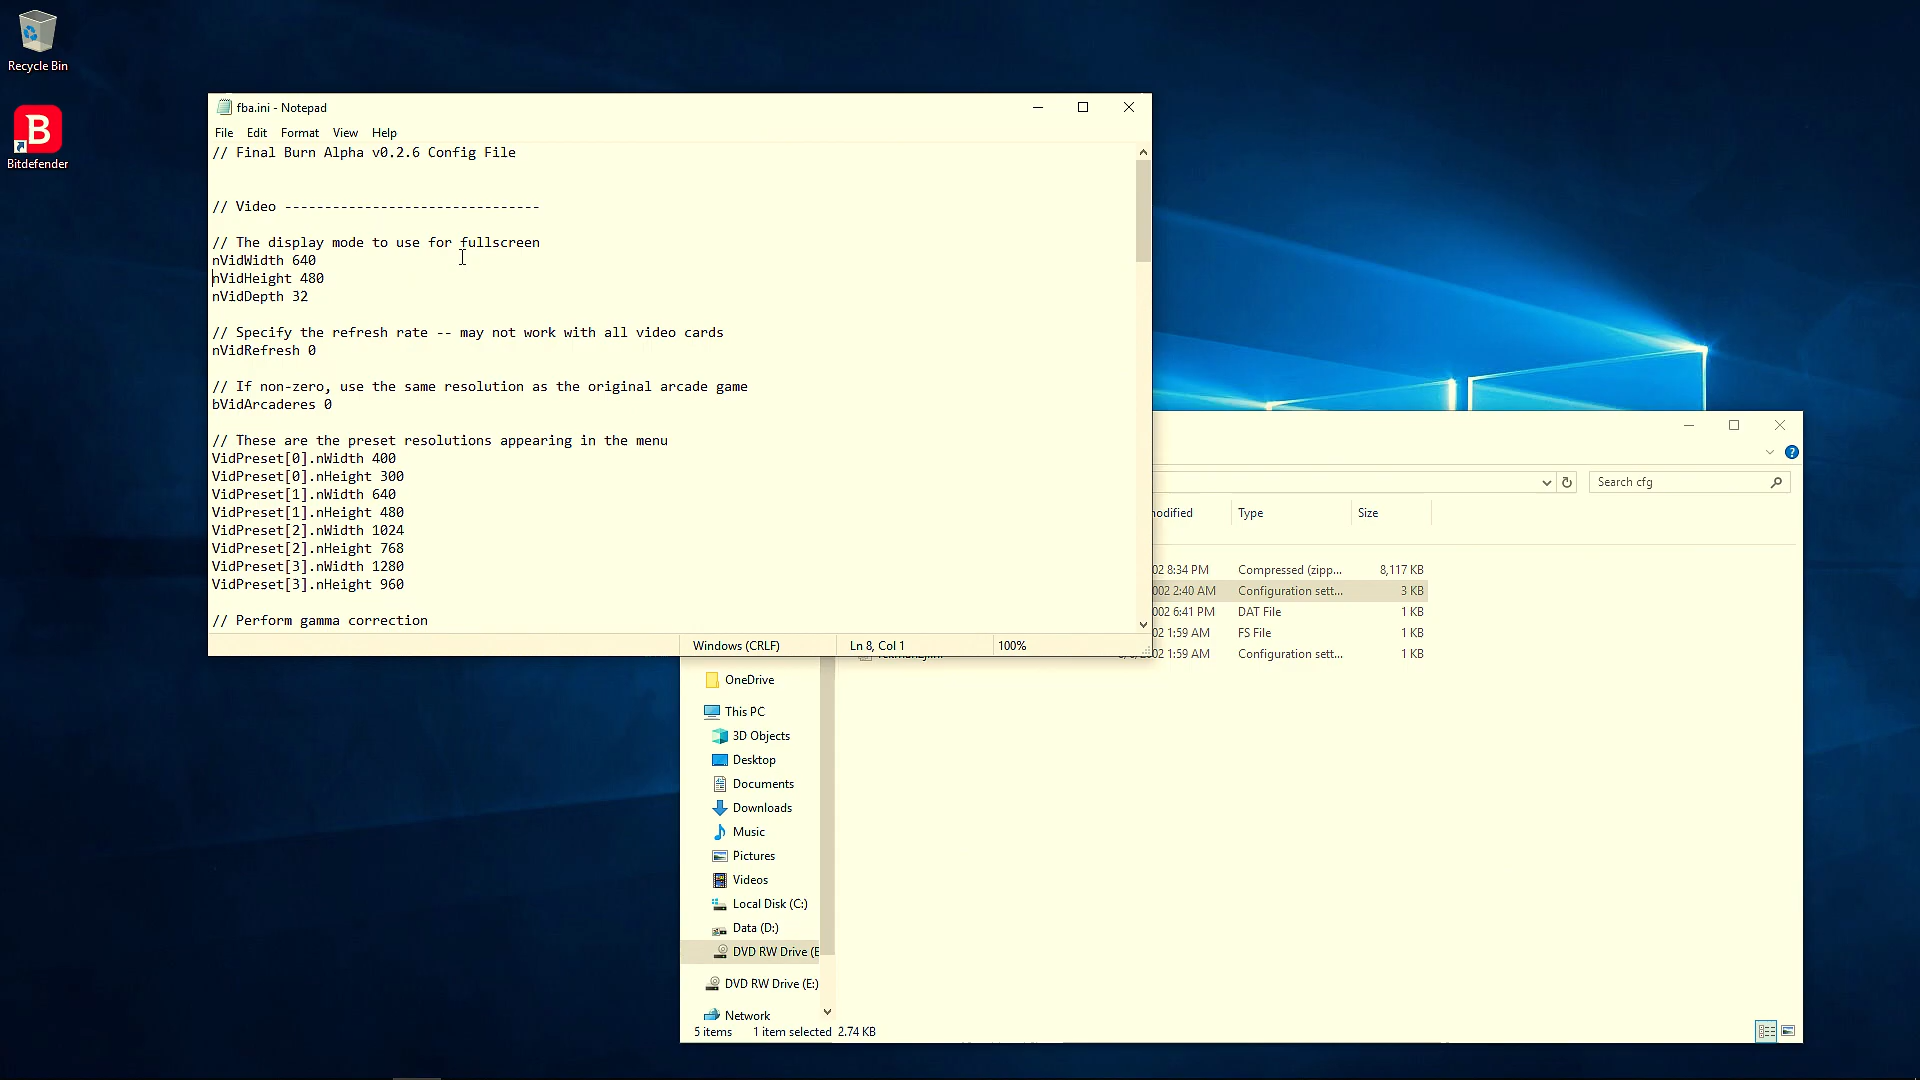 Recycle Bin
Bitdefender
fba.ini - Notepad
File Edit Format View Help
// Final Burn Alpha v0.2.6 Config File
// Video --------------------------------
// The display mode to use for fullscreen
nVidWidth 640
nVidHeight 480
nVidDepth 32
// Specify the refresh rate -- may not work with all video cards
nVidRefresh 0
// If non-zero, use the same resolution as the original arcade game
bVidArcaderes 0
// These are the preset resolutions appearing in the menu
VidPreset[0].nWidth 400
VidPreset[0].nHeight 300
VidPreset[1].nWidth 640
VidPreset[1].nHeight 480
VidPreset[2].nWidth 1024
VidPreset[2].nHeight 768
VidPreset[3].nWidth 1280
VidPreset[3].nHeight 960
// Perform gamma correction
Windows (CRLF) Ln 8, Col 1 100%
Search cfg
modified Type Size
02 8:34 PM Compressed (zipp... 8,117 KB
002 2:40 AM Configuration sett... 3 KB
002 6:41 PM DAT File 1 KB
02 1:59 AM FS File 1 KB
1:59 AM Configuration sett... 1 KB
OneDrive
This PC
3D Objects
Desktop
Documents
Downloads
Music
Pictures
Videos
Local Disk (C:)
Data (D:)
DVD RW Drive (E
DVD RW Drive (E:)
Network
5 items 1 item selected 2.74 KB